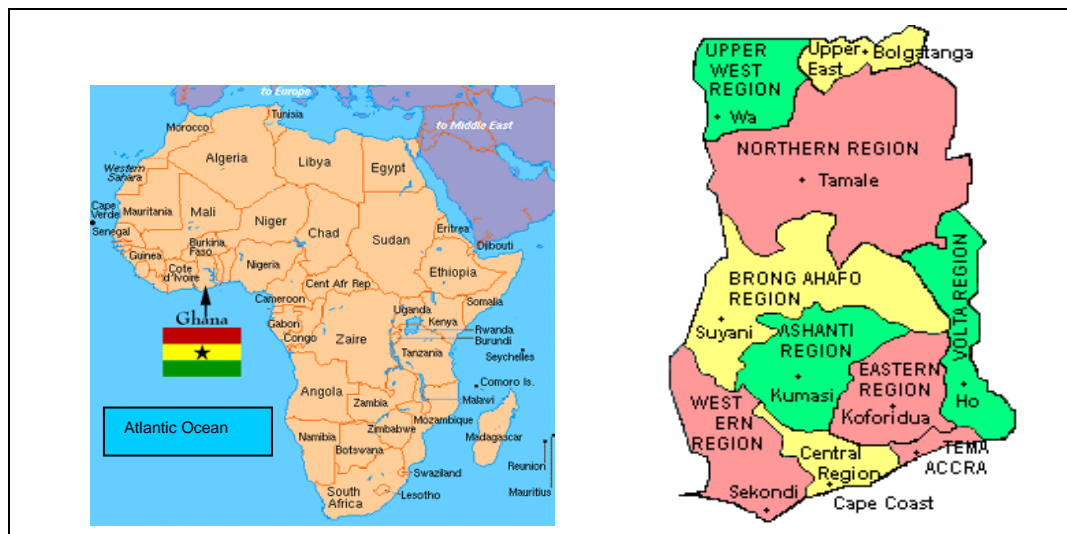 to Europe
to Middle East
Tunisia
Morocco
Algeria
Libya
Egypt
Western
Sahara
Cape
Verde
Mauritania
Mali
Niger
Chad
Sudan
Eritrea
Djibouti
Senegal
Burkina
Faso
Guinea
Cote
d'Ivoire
Nigeria
Ethiopia
Cent Afr Rep
Cameroon
Somalia
Ghana
Uganda
Kenya
Gabon
Congo
Zaire
Rwanda
Burundi
Tanzania
Seychelles
Comoro Is.
Angola
Zambia
Malawi
Mozambique
Zimbabwe
Madagascar
Namibia
Botswana
Reunion
Mauritius
Swaziland
South
Africa
Lesotho
Atlantic Ocean
UPPER
WEST
REGION
Wa
Upper
East
Bolgatanga
NORTHERN REGION
Tamale
BRONG AHAFO
REGION
Suyani
VOLTA REGION
ASHANTI
REGION
Kumasi
EASTERN
REGION
Koforidua
Ho
WEST
ERN
REGION
Central
Region
TEMA
ACCRA
Sekondi
Cape Coast